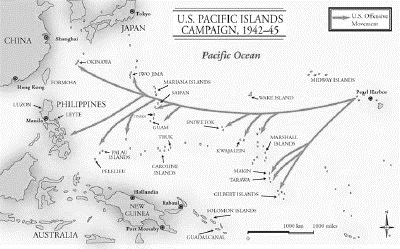 U.S. PACIFIC ISLANDS
CAMPAIGN, 1942–45
U.S. Offensive
Movement
Tokyo
JAPAN
CHINA
Shanghai
Pacific Ocean
OKINAWA
IWO JIMA
MIDWAY ISLANDS
FORMOSA
MARIANA ISLANDS
Hong Kong
SAIPAN
WAKE ISLAND
Pearl Harbor
LUZON
PHILIPPINES
Manila
LEYTE
GUAM
ENIWETOK
TRUK
MARSHALL
ISLANDS
PALAU
ISLANDS
KWAJALEIN
PELELIEU
CAROLINE
ISLANDS
MAKIN
TARAWA
GILBERT ISLANDS
Hollandia
NEW
GUINEA
Rabaul
SOLOMON ISLANDS
Port Moresby
GUADALCANAL
AUSTRALIA
1000 km
1000 miles
N